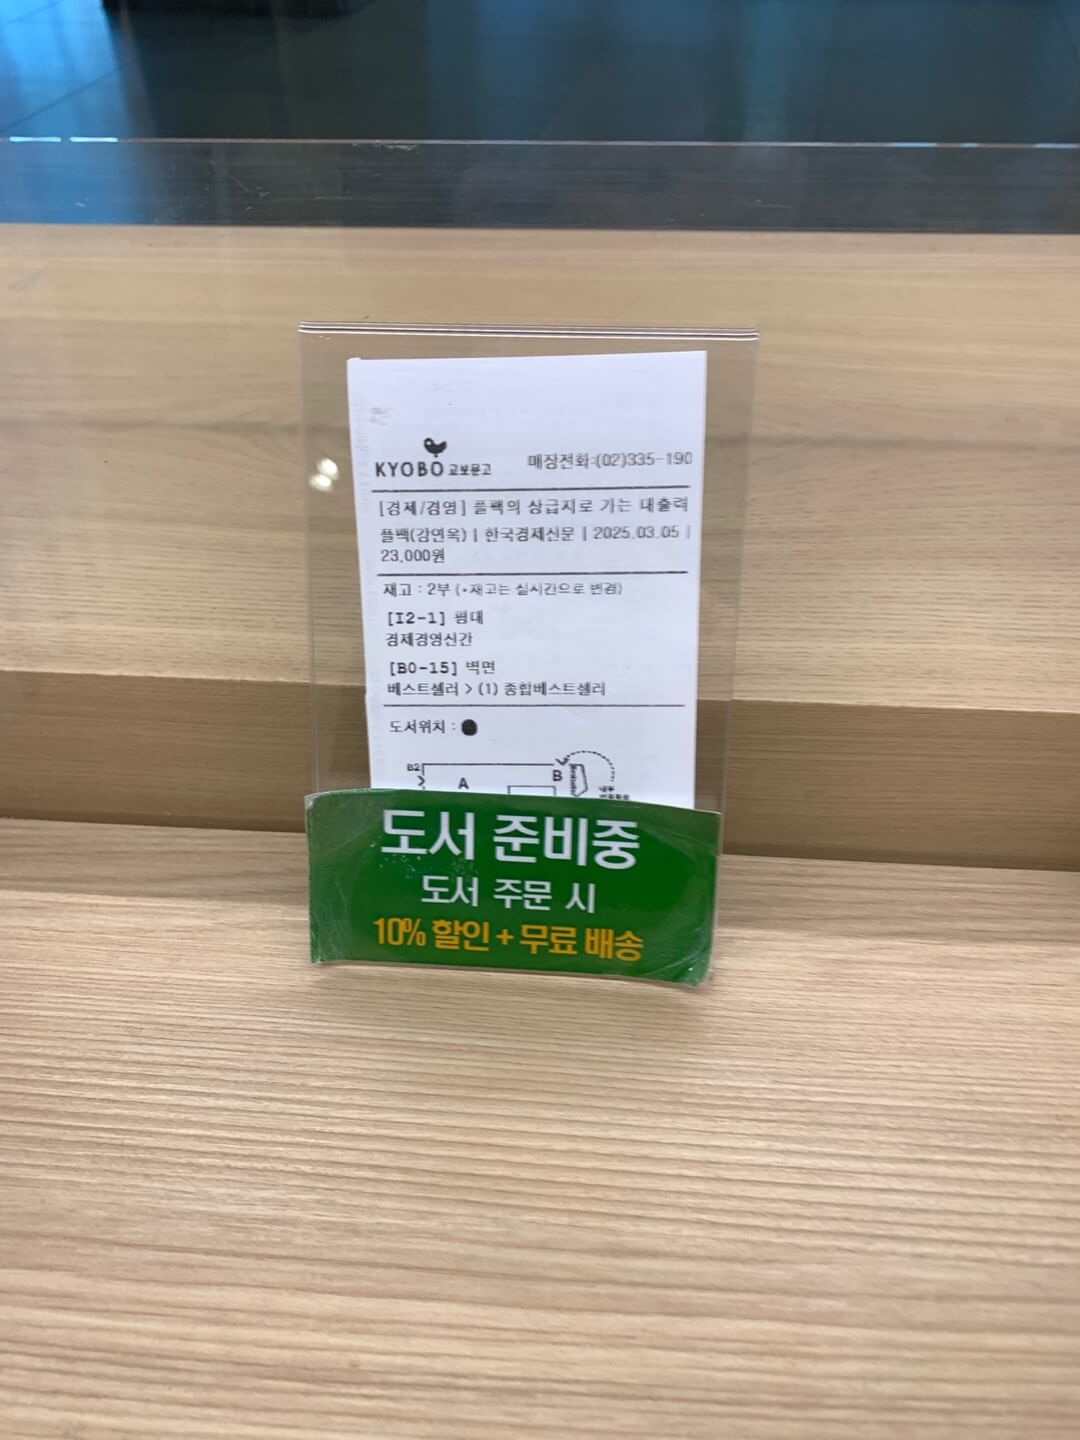 KYOBO 교보문고 매장전화:(02)335-190
[경제/경영] 플팩의 상급지로 가는 대출력
플팩(강연옥) | 한국경제신문 | 2025.03.05 |
23,000원
재고 : 2부 (*재고는 실시간으로 변경)
[I2-1] 평대
경제경영신간
[B0-15] 벽면
베스트셀러 > (1) 종합베스트셀러
도서위치 :
B2
A
B
도서 준비중
도서 주문 시
10% 할인 + 무료 배송